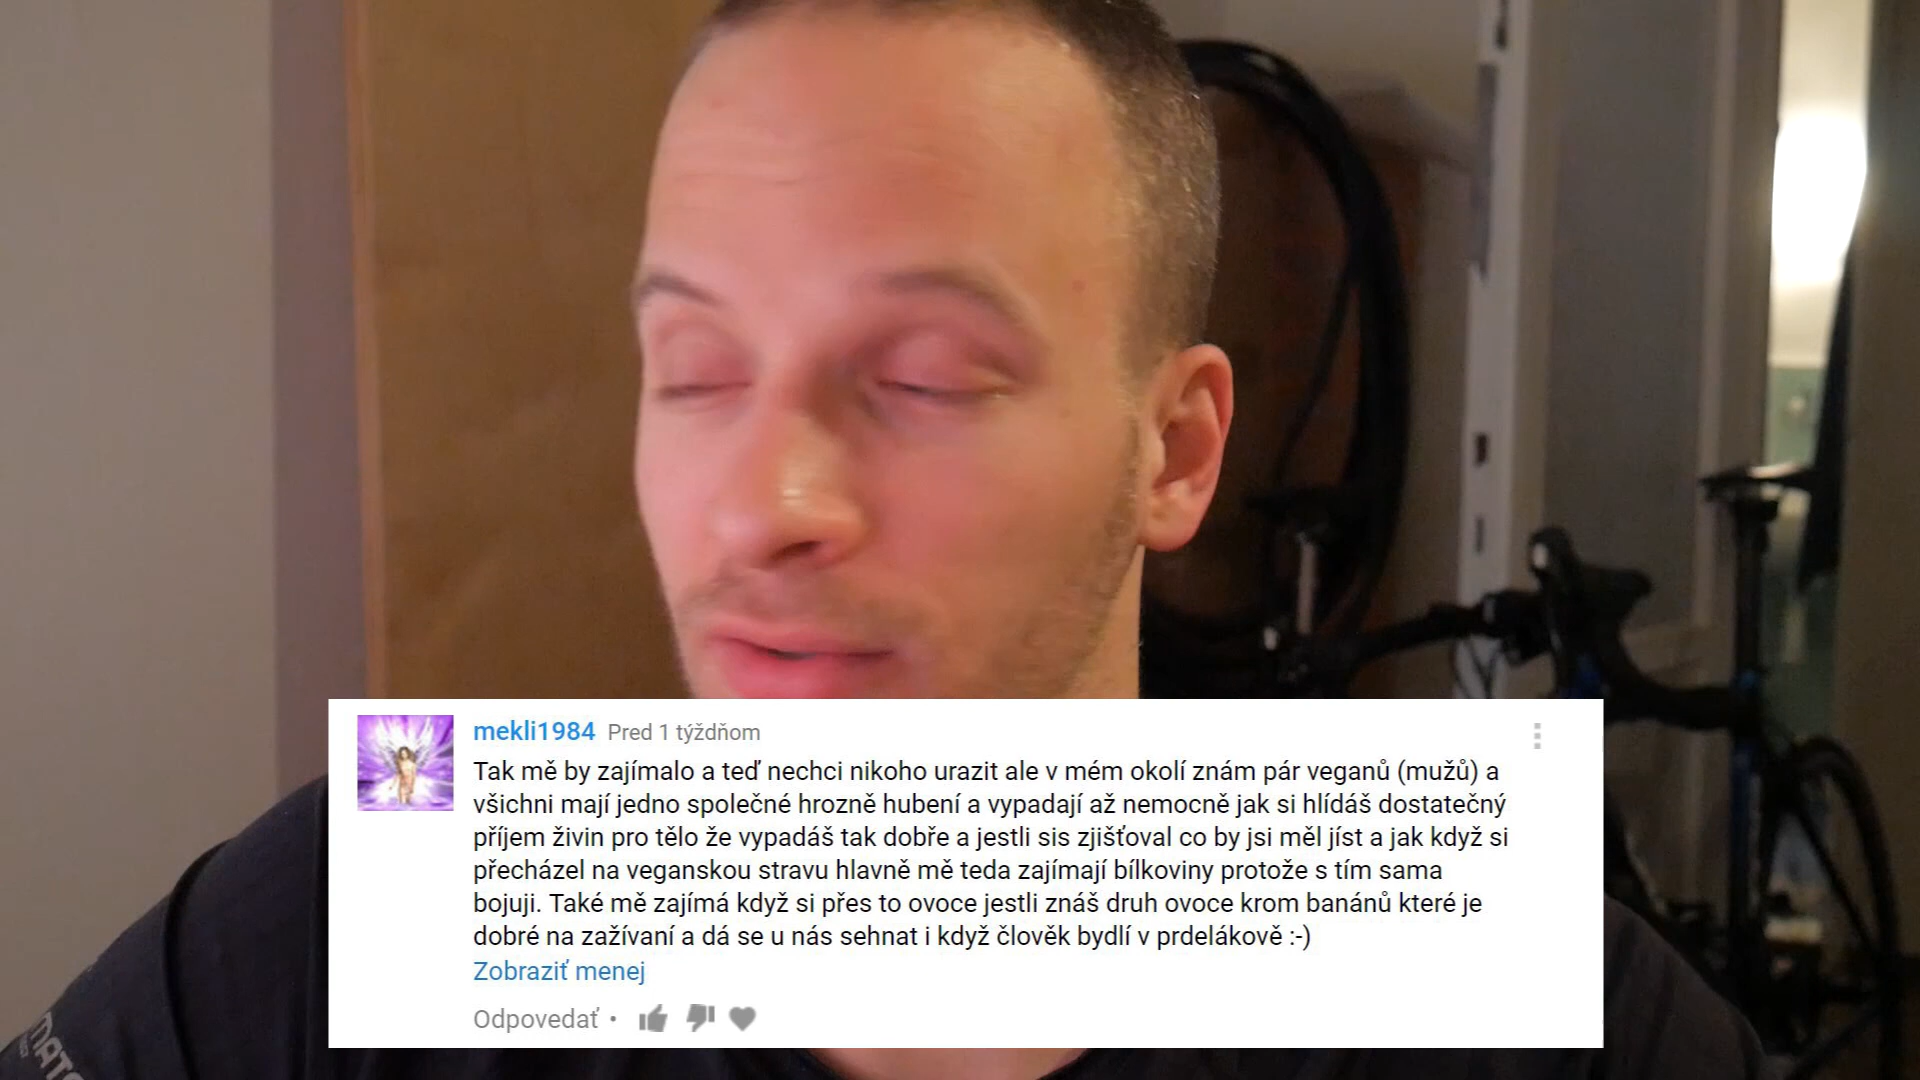 mekli1984 Pred 1 týždňom
Tak mě by zajímalo a teď nechci nikoho urazit ale v mém okolí znám pár veganů (mužů) a
všichni mají jedno společné hrozně hubení a vypadají až nemocně jak si hlídáš dostatečný
příjem živin pro tělo že vypadáš tak dobře a jestli sis zjišťoval co by jsi měl jíst a jak když si
přecházel na veganskou stravu hlavně mě teda zajímají bílkoviny protože s tím sama
bojuji. Také mě zajímá když si přes to ovoce jestli znáš druh ovoce krom banánů které je
dobré na zažívaní a dá se u nás sehnat i když člověk bydlí v prdelákově :-)
Zobraziť menej
Odpovedať •